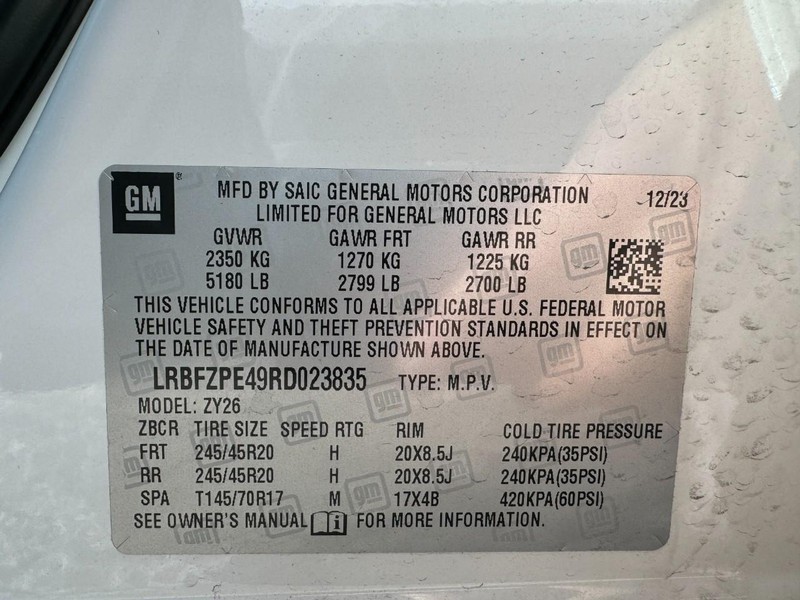 GM ® MFD BY SAIC GENERAL MOTORS CORPORATION 12/23
LIMITED FOR GENERAL MOTORS LLC
GVWR GAWR FRT GAWR RR
2350 KG 1270 KG 1225 KG
5180 LB 2799 LB 2700 LB
THIS VEHICLE CONFORMS TO ALL APPLICABLE U.S. FEDERAL MOTOR
VEHICLE SAFETY AND THEFT PREVENTION STANDARDS IN EFFECT ON
THE DATE OF MANUFACTURE SHOWN ABOVE.
LRBFZPE49RD023835 TYPE: M.P.V.
MODEL: ZY26
ZBCR TIRE SIZE SPEED RTG RIM COLD TIRE PRESSURE
FRT 245/45R20 H 20X8.5J 240KPA(35PSI)
RR 245/45R20 H 20X8.5J 240KPA(35PSI)
SPA T145/70R17 M 17X4B 420KPA(60PSI)
SEE OWNER'S MANUAL i FOR MORE INFORMATION.